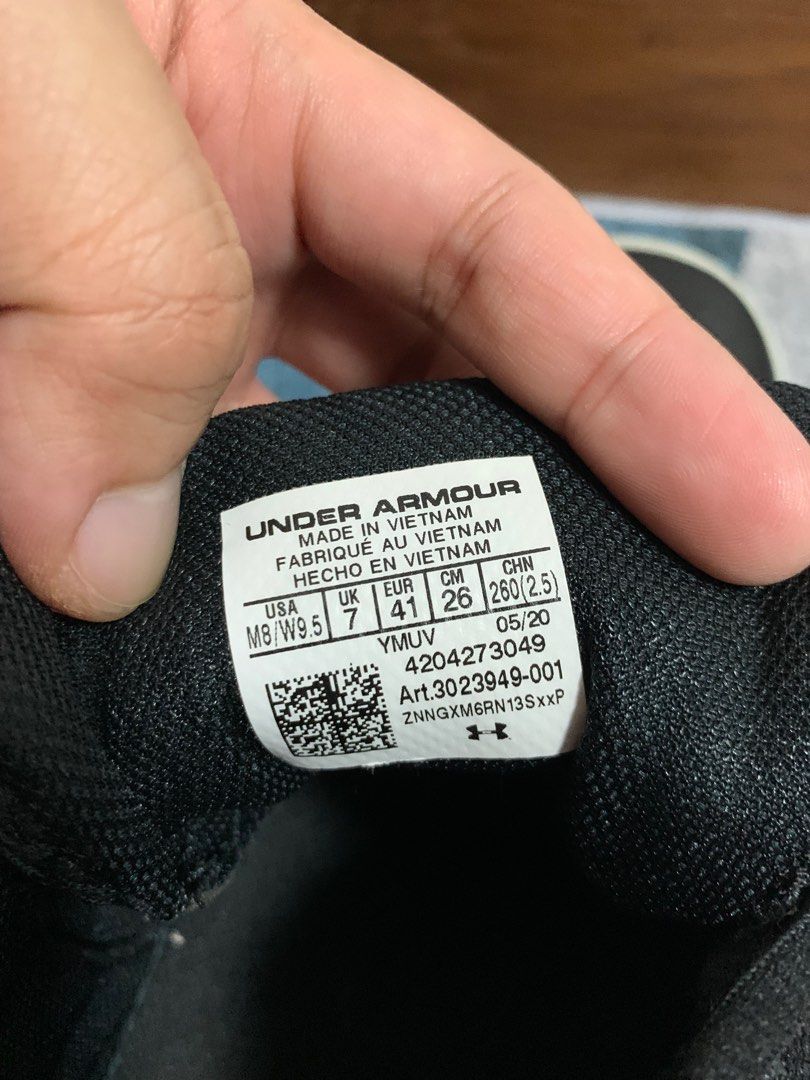 UNDER ARMOUR
MADE IN VIETNAM
FABRIQUÉ AU VIETNAM
HECHO EN VIETNAM
USA UK EUR CM CHN
M8/W9.5 7 41 26 260(2.5)
YMUV 05/20
4204273049
Art.3023949-001
ZNNGXM6RN13SxxP